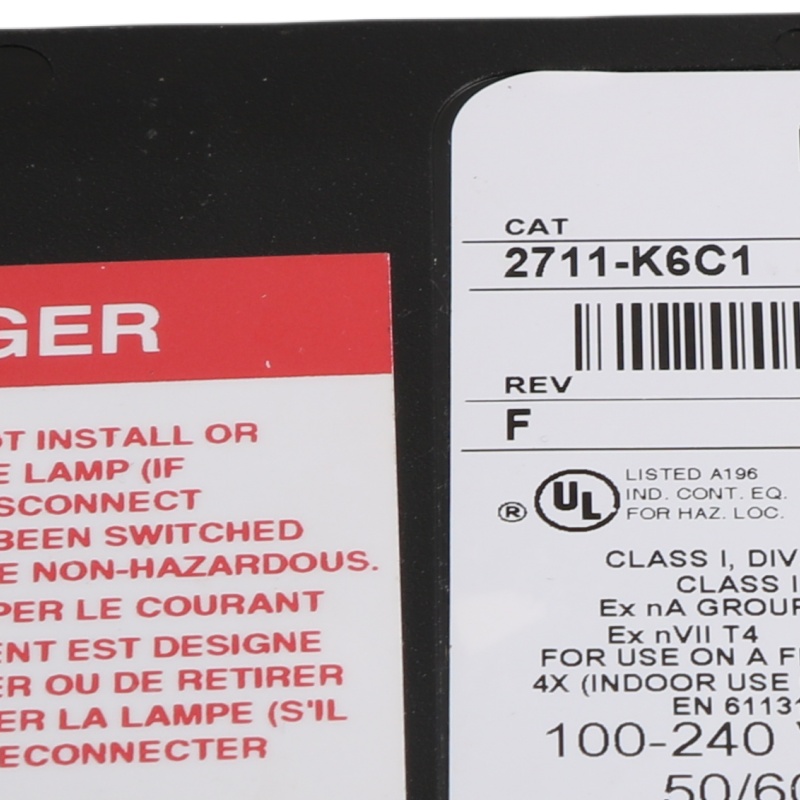 GER
OT INSTALL OR
E LAMP (IF
SCONNECT
BEEN SWITCHED
E NON-HAZARDOUS.
PER LE COURANT
ENT EST DESIGNE
ER OU DE RETIRER
ER LA LAMPE (S'IL
ECONNECTER
CAT
2711-K6C1
REV
F
® UL
LISTED A196
IND. CONT. EQ.
FOR HAZ. LOC.
CLASS I, DIV
CLASS I
Ex nA GROUP
Ex nVII T4
FOR USE ON A F
4X (INDOOR USE
EN 61131
100-240 V
50/60